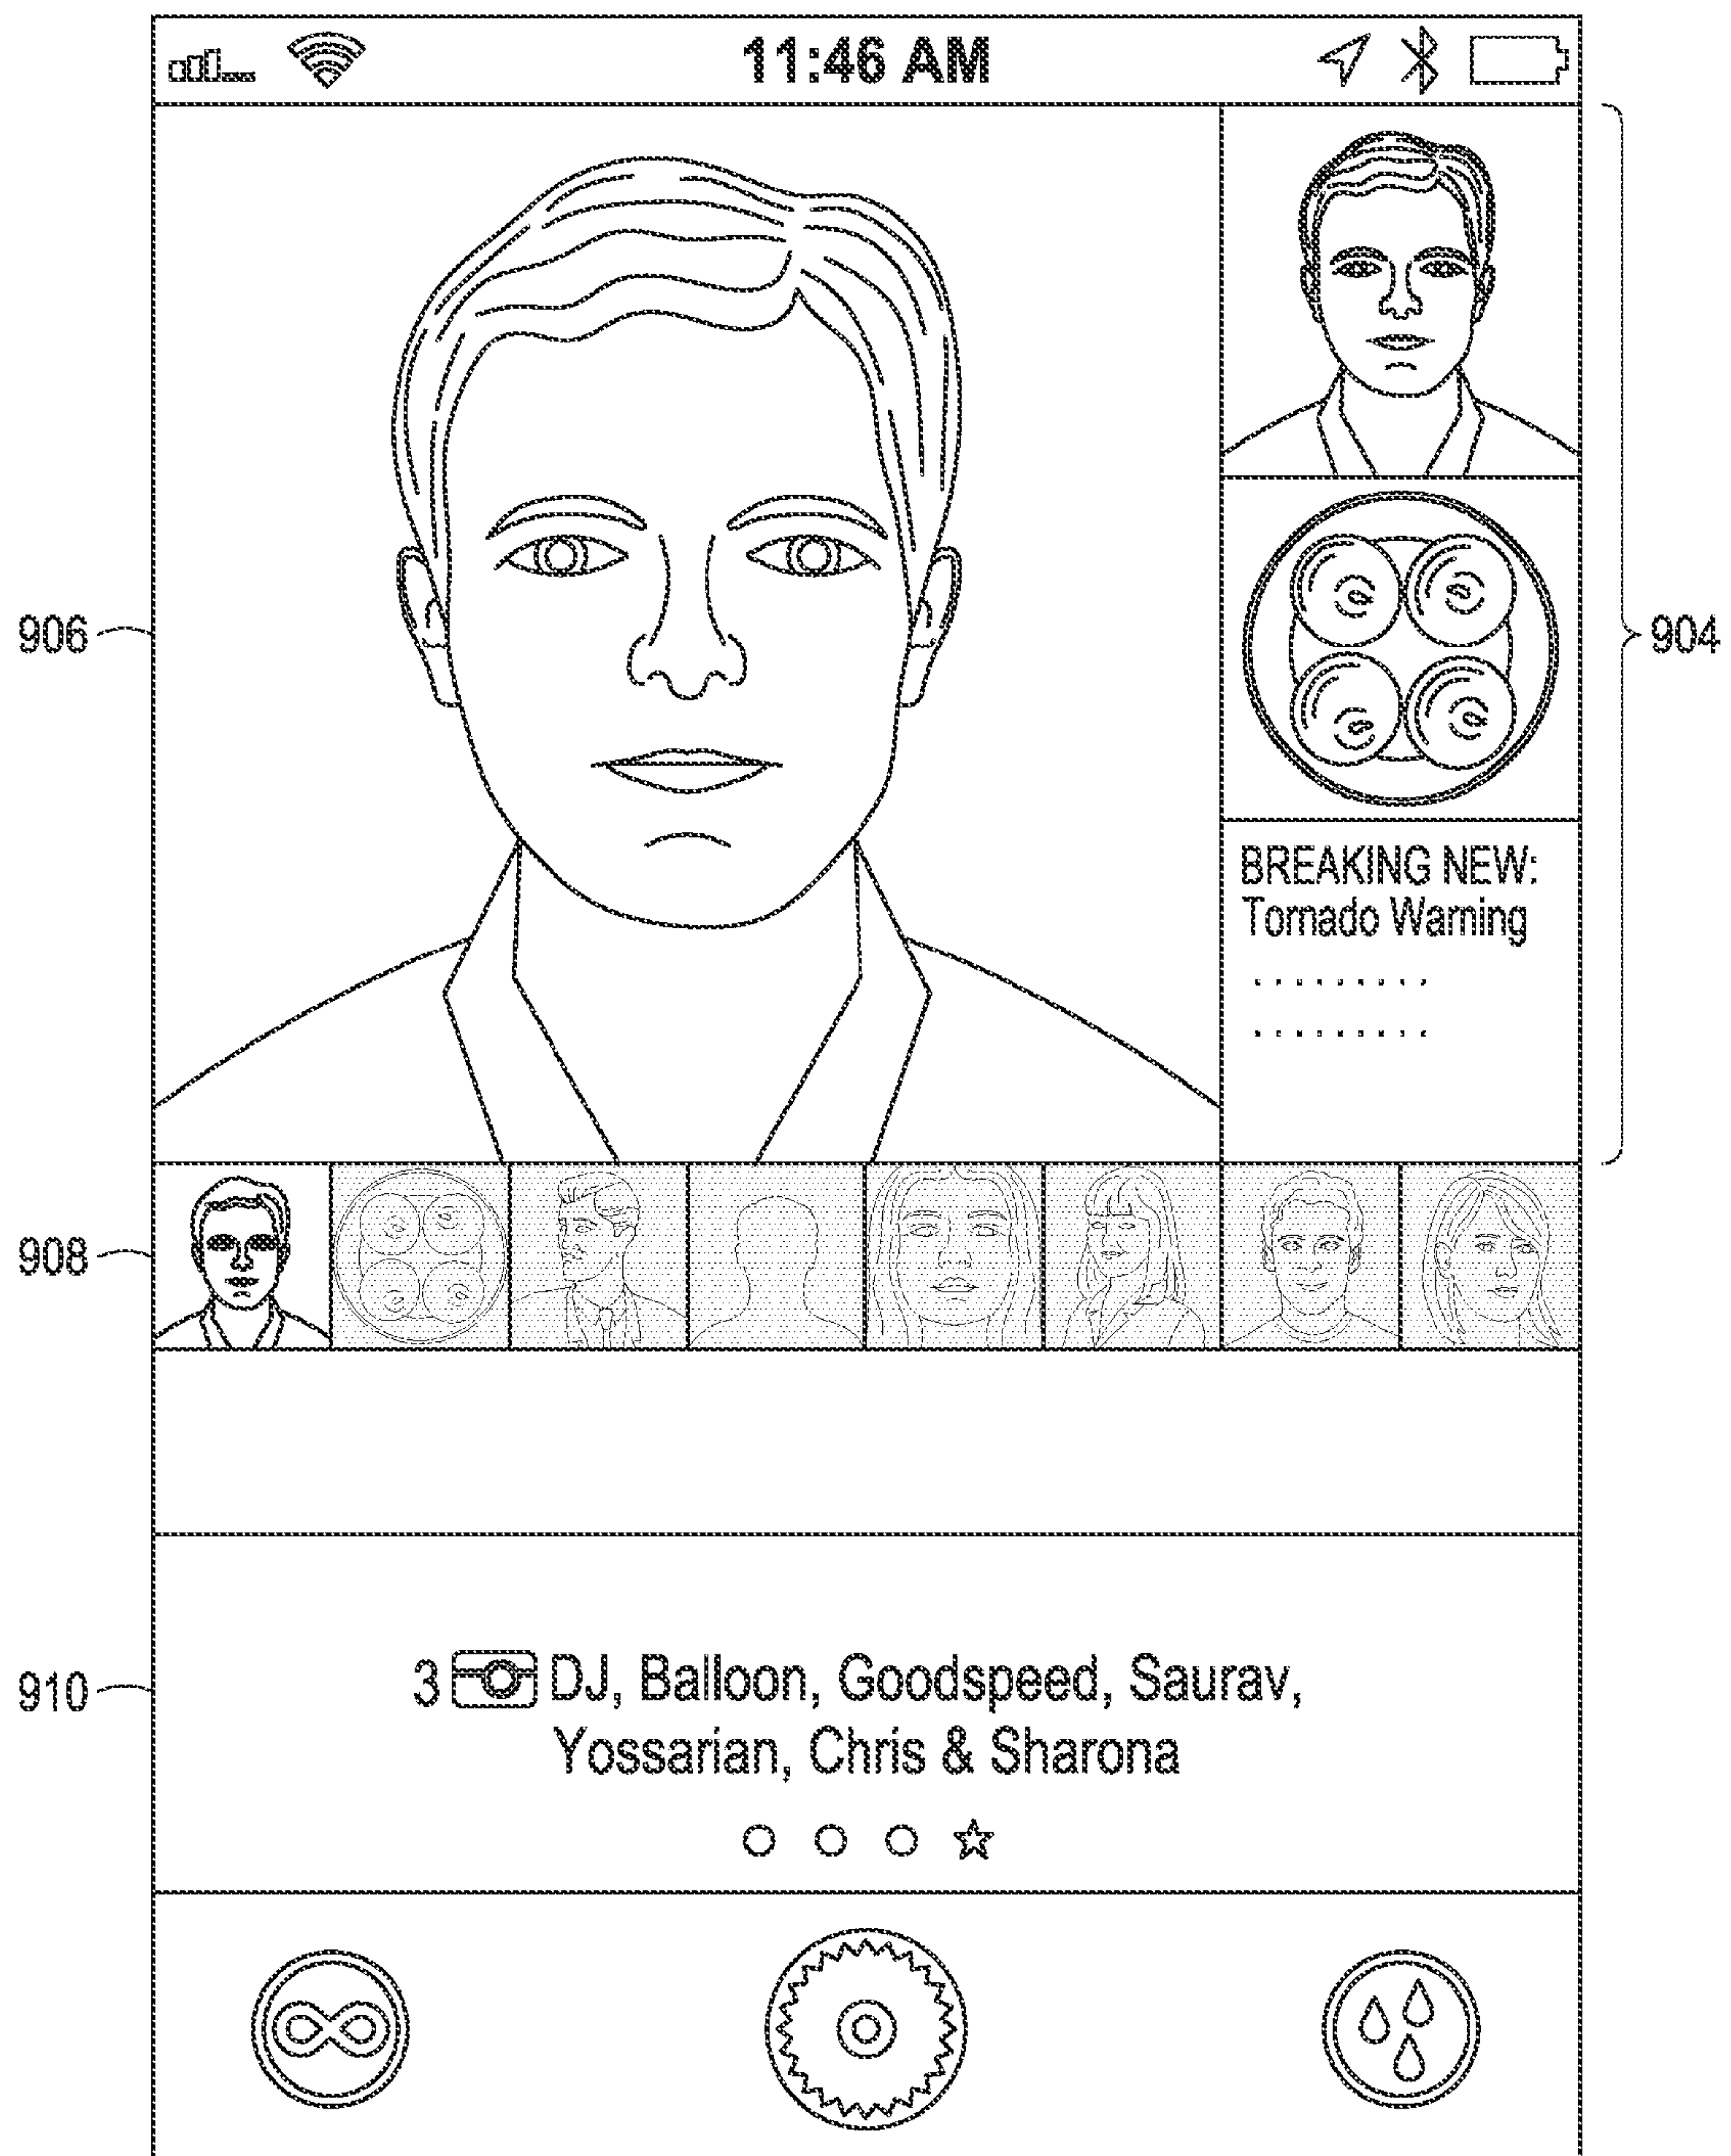 11:46 AM
906
904
BREAKING NEW:
Tornado Warning
908
910
3 DJ, Balloon, Goodspeed, Saurav,
Yossarian, Chris & Sharona